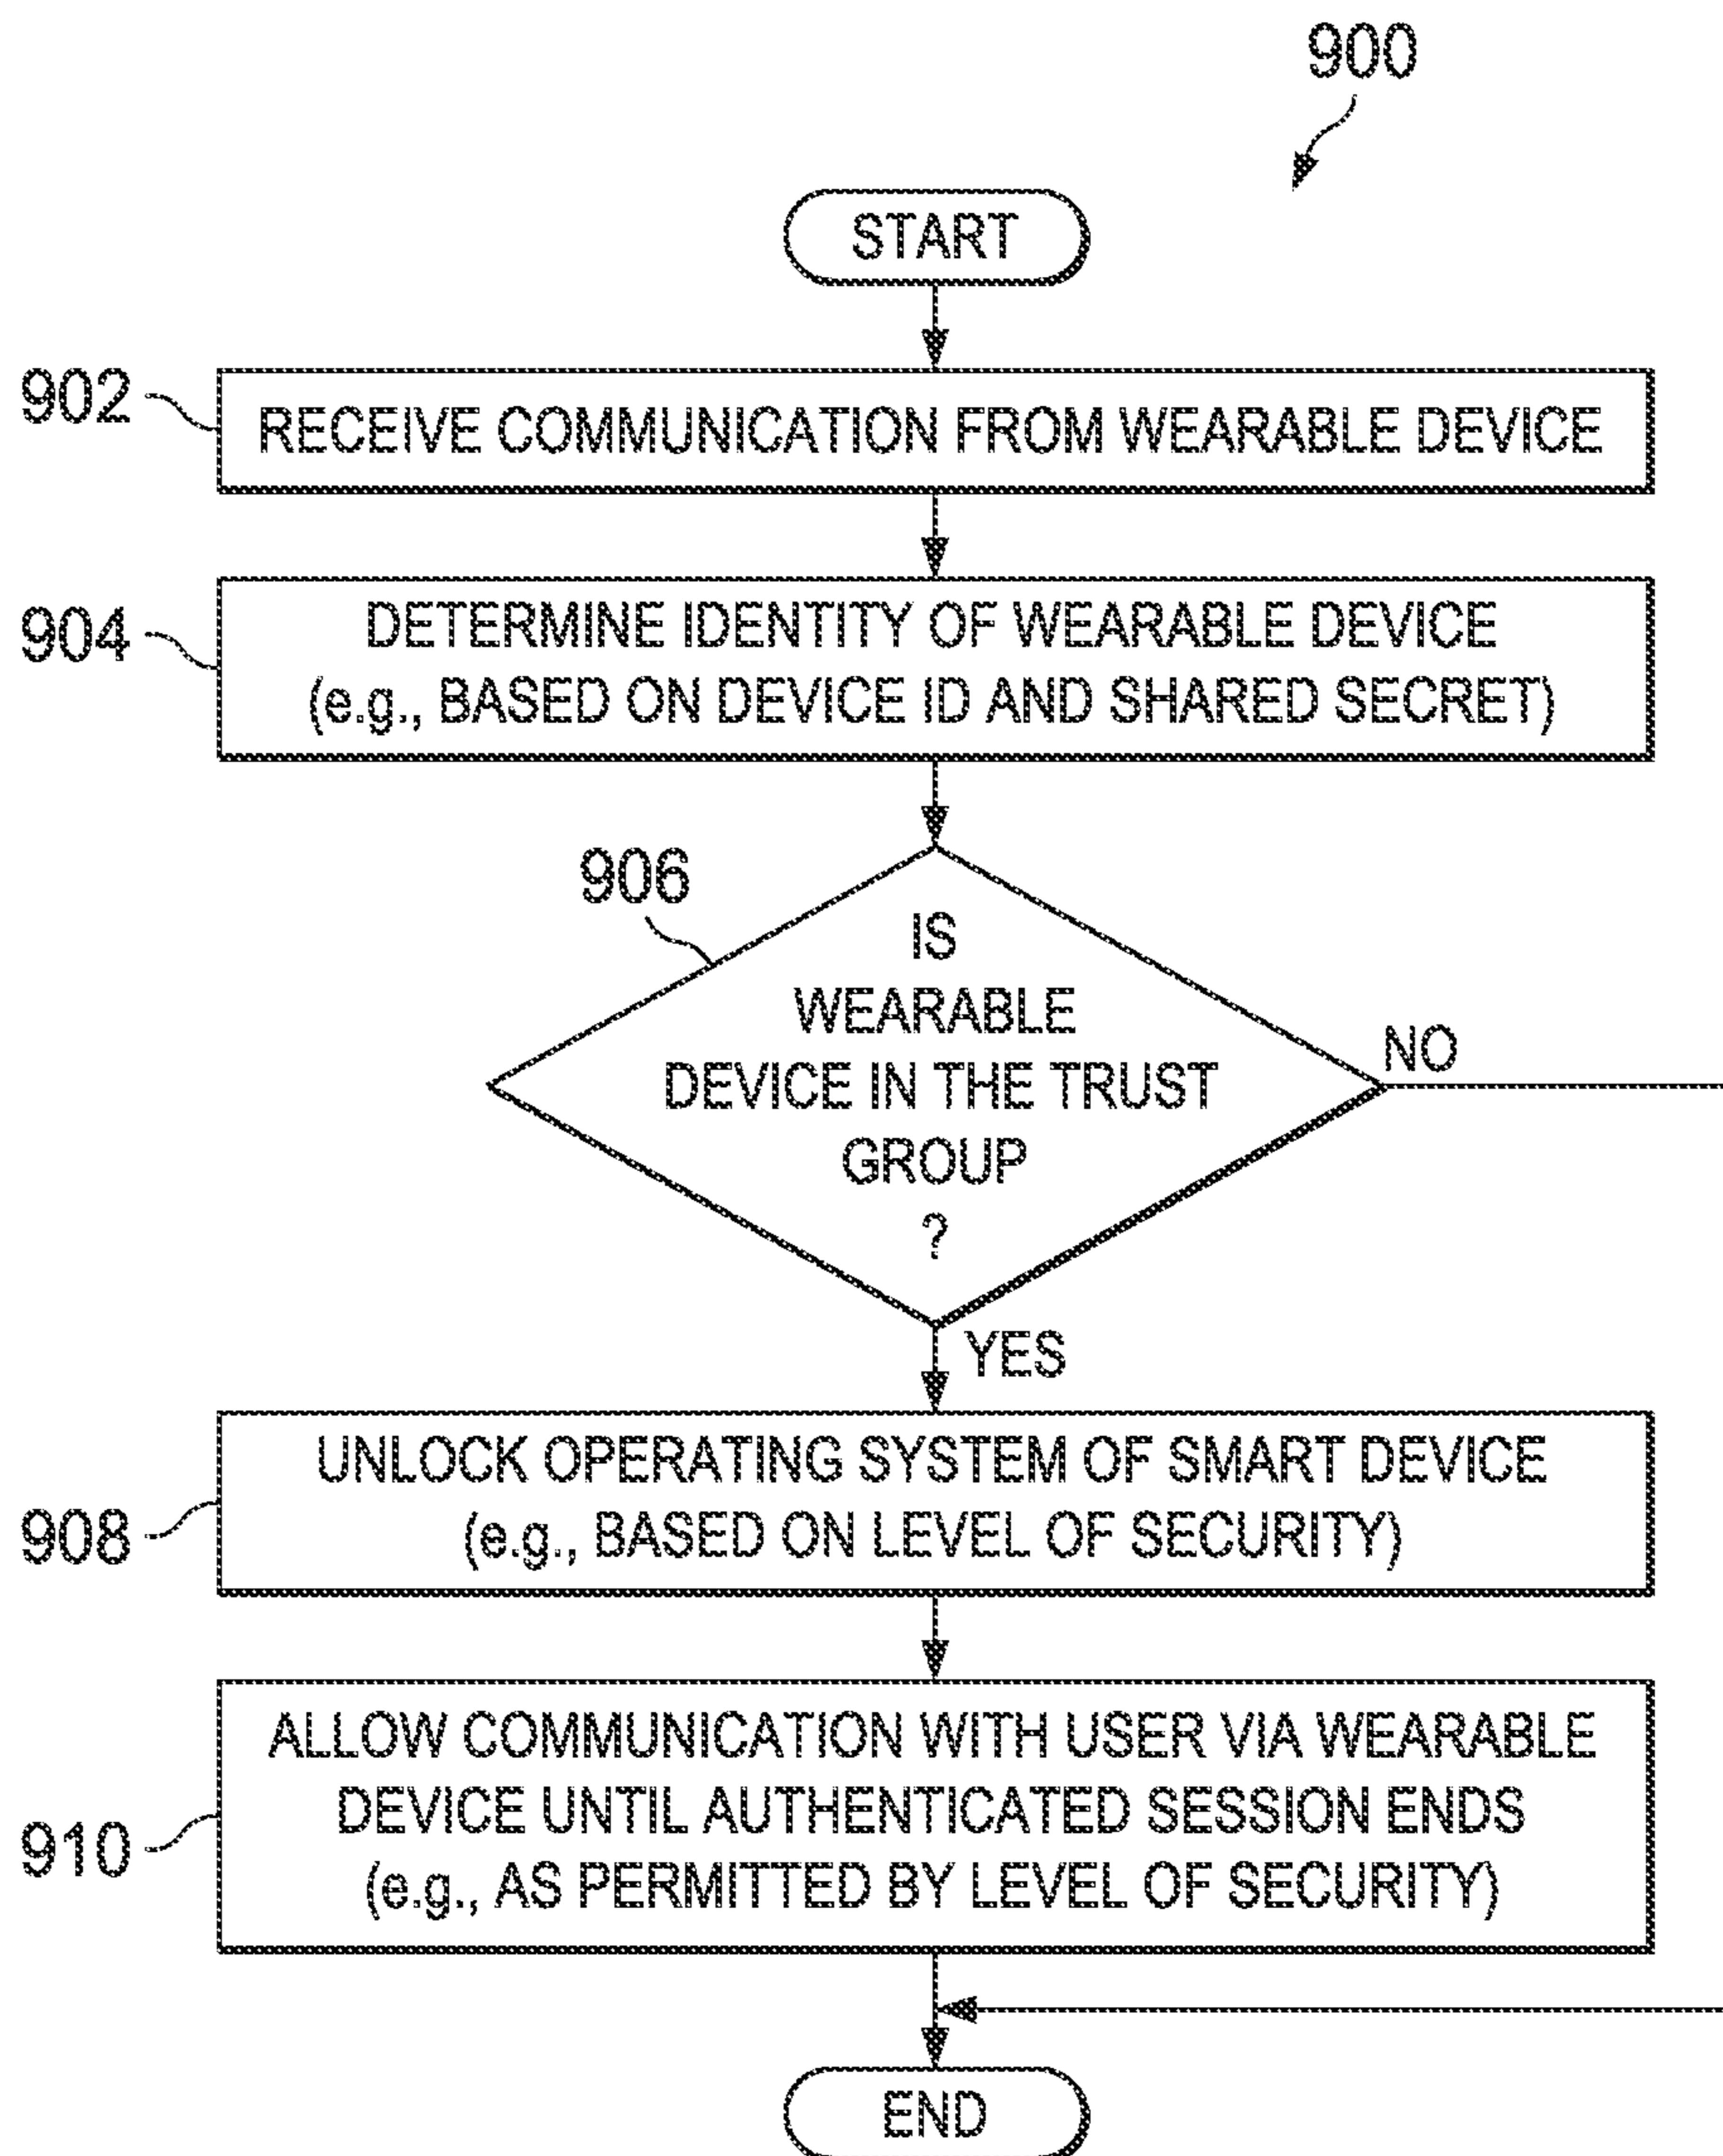 900
START
902
RECEIVE COMMUNICATION FROM WEARABLE DEVICE
904
DETERMINE IDENTITY OF WEARABLE DEVICE
(e.g., BASED ON DEVICE ID AND SHARED SECRET)
906
IS
WEARABLE
DEVICE IN THE TRUST
GROUP
?
NO
YES
908
UNLOCK OPERATING SYSTEM OF SMART DEVICE
(e.g., BASED ON LEVEL OF SECURITY)
910
ALLOW COMMUNICATION WITH USER VIA WEARABLE
DEVICE UNTIL AUTHENTICATED SESSION ENDS
(e.g., AS PERMITTED BY LEVEL OF SECURITY)
END